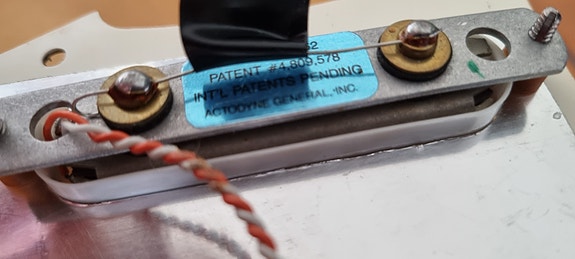 PATENT #4,809,578
INT'L PATENTS PENDING
ACTODYNE GENERAL, INC.